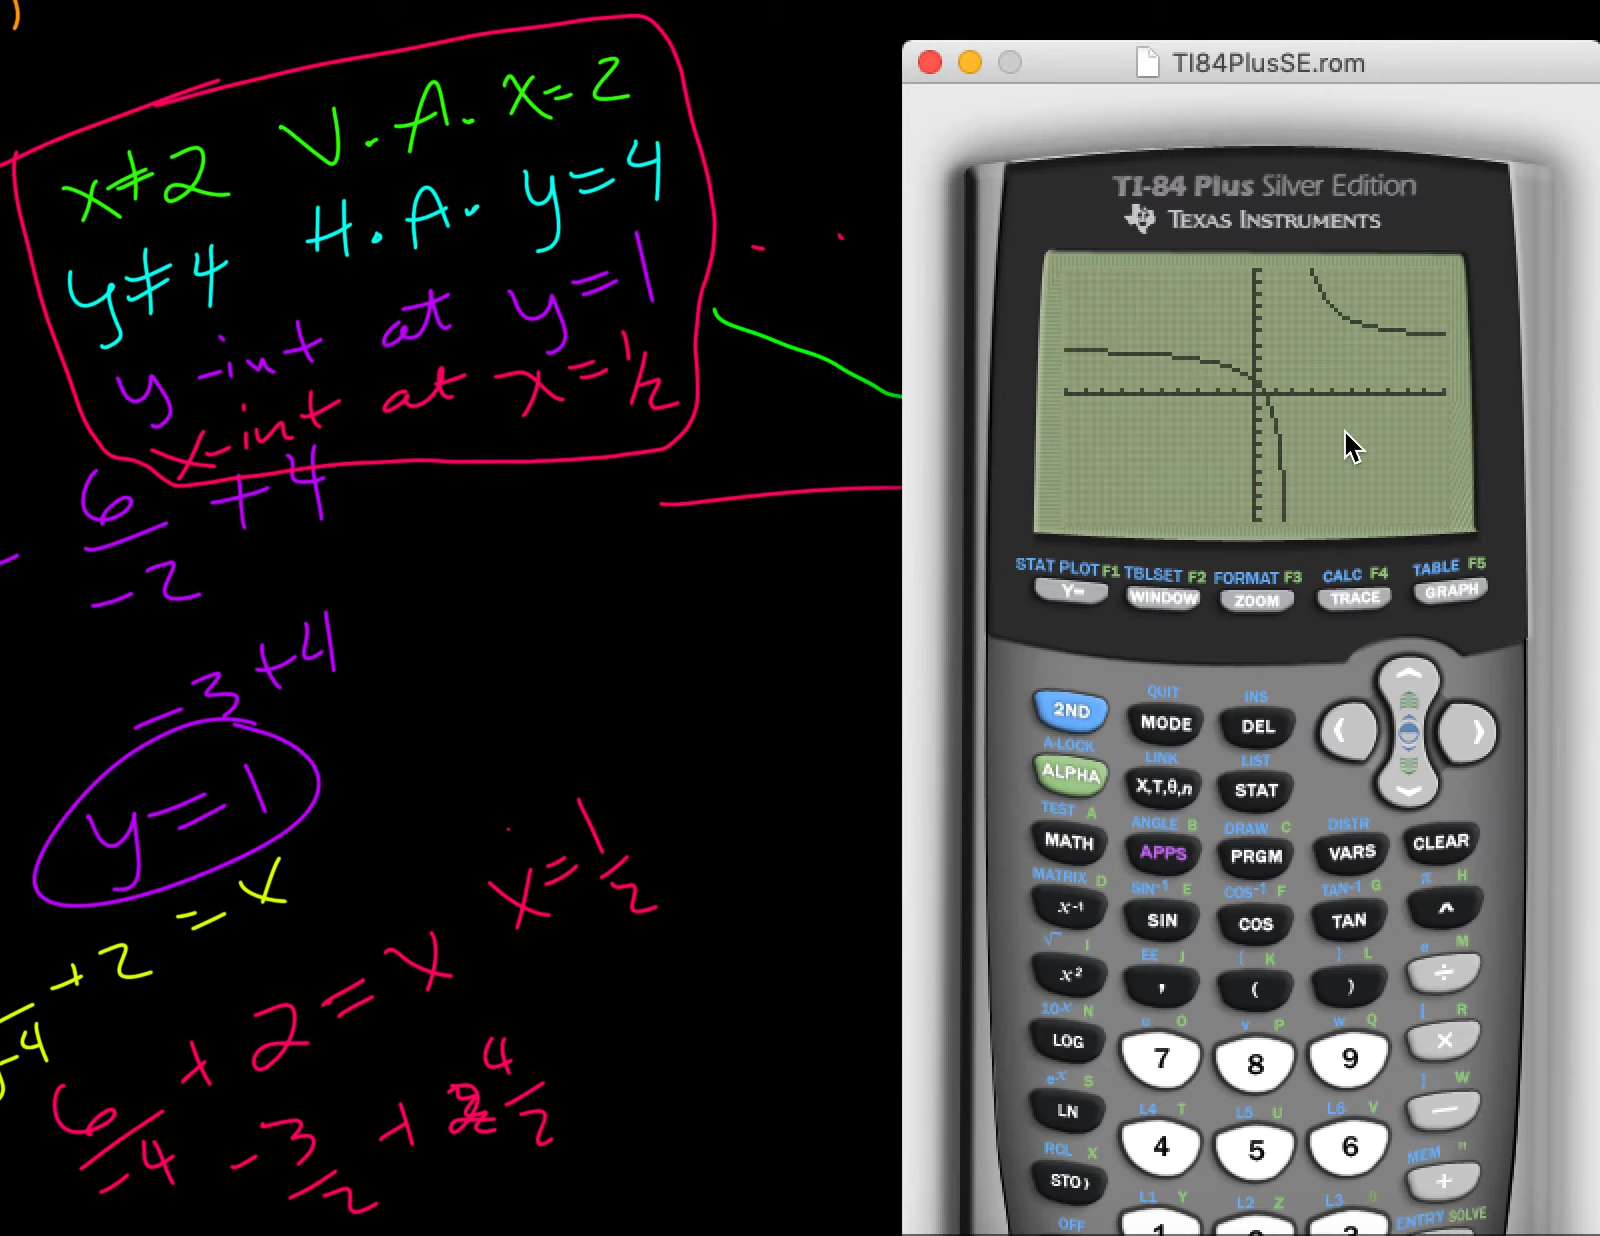 )
x≠2 V.A. x=2
y≠4 H.A. y=4
y-int at y=1
x-int at x=1/2
6/-2 + 4
-3+4
y=1
= x
+2
-4
x = 1/2
6/-4 + 2 = x
-3/2 + 4/2
TI84PlusSE.rom
TI-84 Plus Silver Edition
TEXAS INSTRUMENTS
STAT PLOT F1 TBLSET F2 FORMAT F3 CALC F4 TABLE F5
Y= WINDOW ZOOM TRACE GRAPH
QUIT INS
2ND MODE DEL
A-LOCK LINK LIST
ALPHA X,T,θ,n STAT
TEST A ANGLE B DRAW C DISTR
MATH APPS PRGM VARS CLEAR
MATRIX D SIN⁻¹ E COS⁻¹ F TAN⁻¹ G π H
x⁻¹ SIN COS TAN ^
√ I EE J { K } L e M
x² , ( ) ÷
10ˣ N u O v P w Q [ R
LOG 7 8 9 ×
eˣ S L4 T L5 U L6 V ] W
LN 4 5 6 −
RCL X L1 Y L2 Z L3 θ MEM "
STO⟩ 1 2 3 +
OFF ENTRY SOLVE